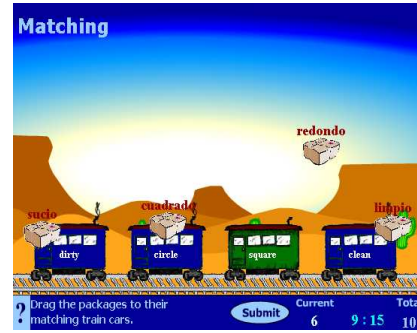 Matching
redondo
cuadrado
sucio
limpio
dirty
circle
square
clean
? Drag the packages to their
matching train cars.
Submit
Current
6
9:15
Tota
10